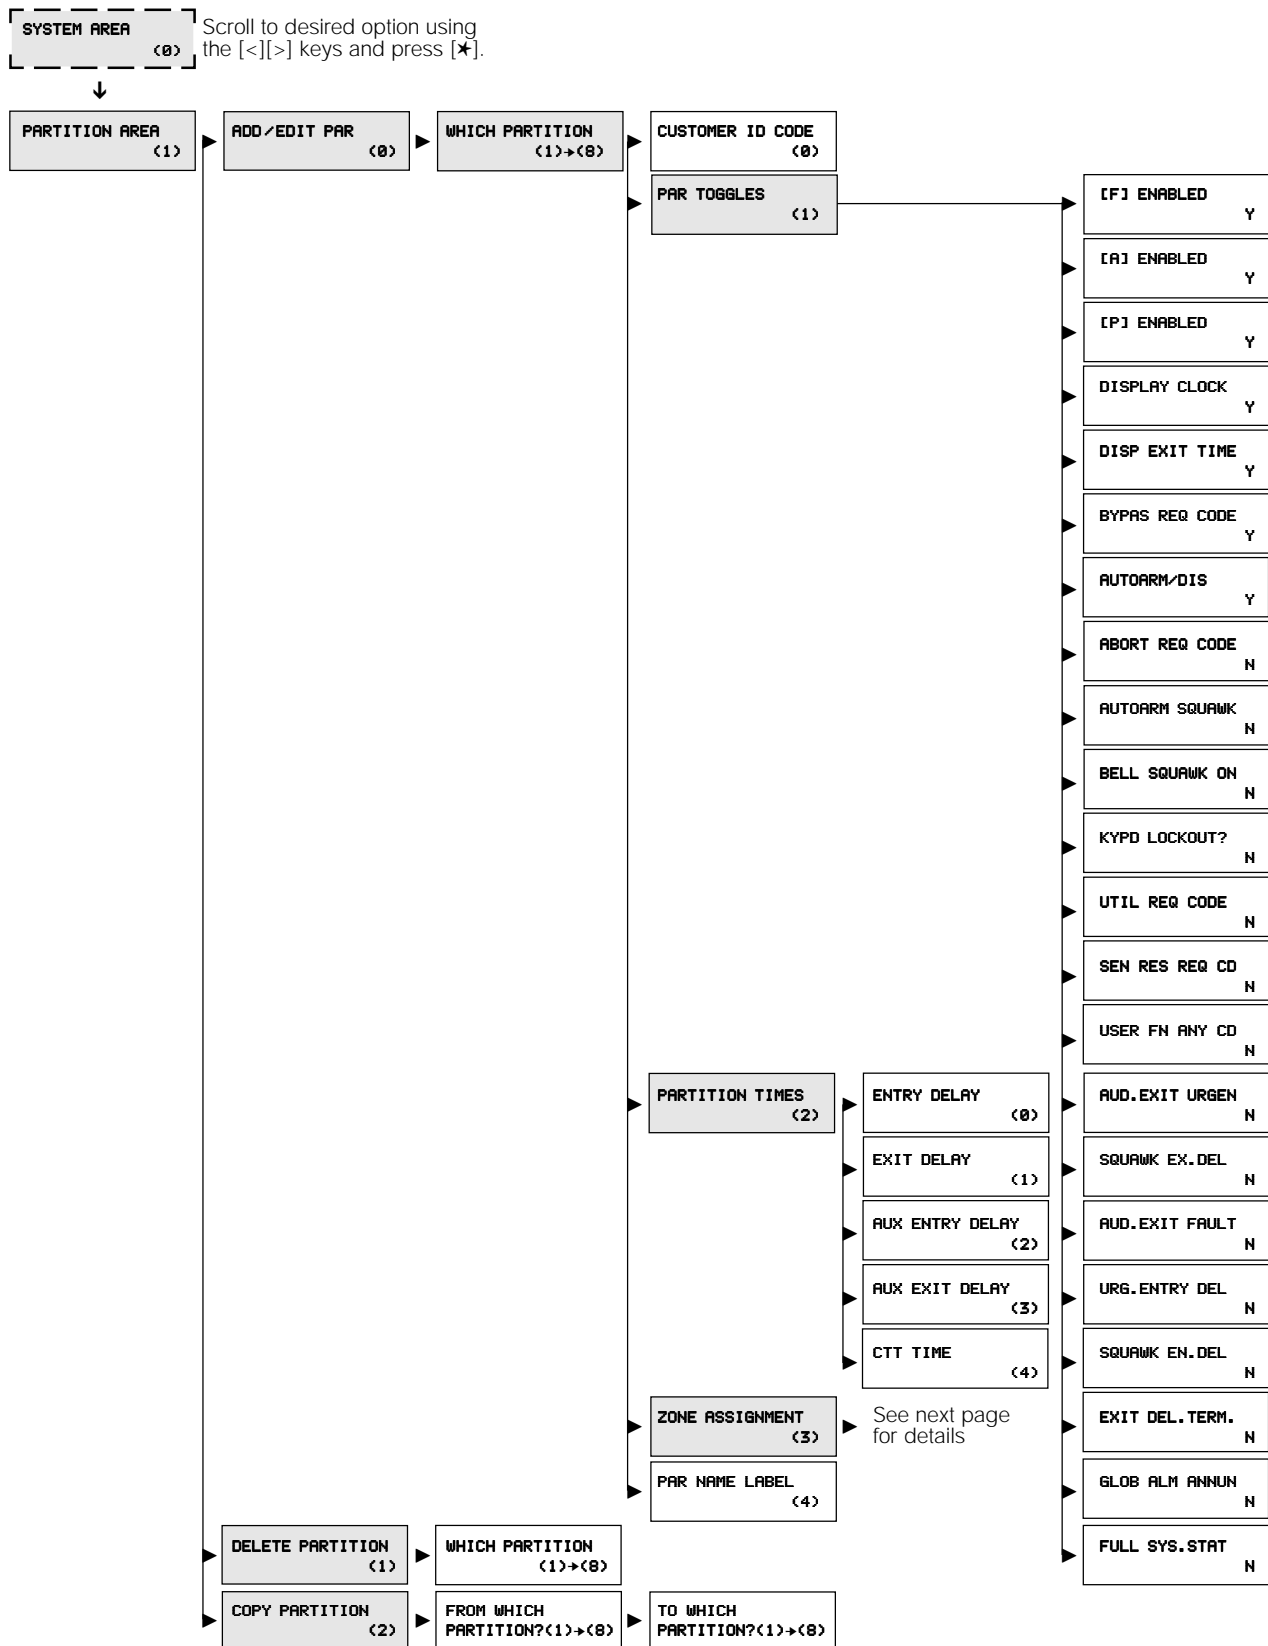 SYSTEM AREA
(0)
Scroll to desired option using
the [<][>] keys and press [✶].
PARTITION AREA
(1)
ADD/EDIT PAR
(0)
WHICH PARTITION
(1)→(8)
CUSTOMER ID CODE
(0)
PAR TOGGLES
(1)
[F] ENABLED
Y
[A] ENABLED
Y
[P] ENABLED
Y
DISPLAY CLOCK
Y
DISP EXIT TIME
Y
BYPAS REQ CODE
Y
AUTOARM/DIS
Y
ABORT REQ CODE
N
AUTOARM SQUAWK
N
BELL SQUAWK ON
N
KYPD LOCKOUT?
N
UTIL REQ CODE
N
SEN RES REQ CD
N
USER FN ANY CD
N
AUD.EXIT URGEN
N
SQUAWK EX.DEL
N
AUD.EXIT FAULT
N
URG.ENTRY DEL
N
SQUAWK EN.DEL
N
EXIT DEL.TERM.
N
GLOB ALM ANNUN
N
FULL SYS.STAT
N
PARTITION TIMES
(2)
ENTRY DELAY
(0)
EXIT DELAY
(1)
AUX ENTRY DELAY
(2)
AUX EXIT DELAY
(3)
CTT TIME
(4)
ZONE ASSIGNMENT
(3)
See next page
for details
PAR NAME LABEL
(4)
DELETE PARTITION
(1)
WHICH PARTITION
(1)→(8)
COPY PARTITION
(2)
FROM WHICH
PARTITION?(1)→(8)
TO WHICH
PARTITION?(1)→(8)